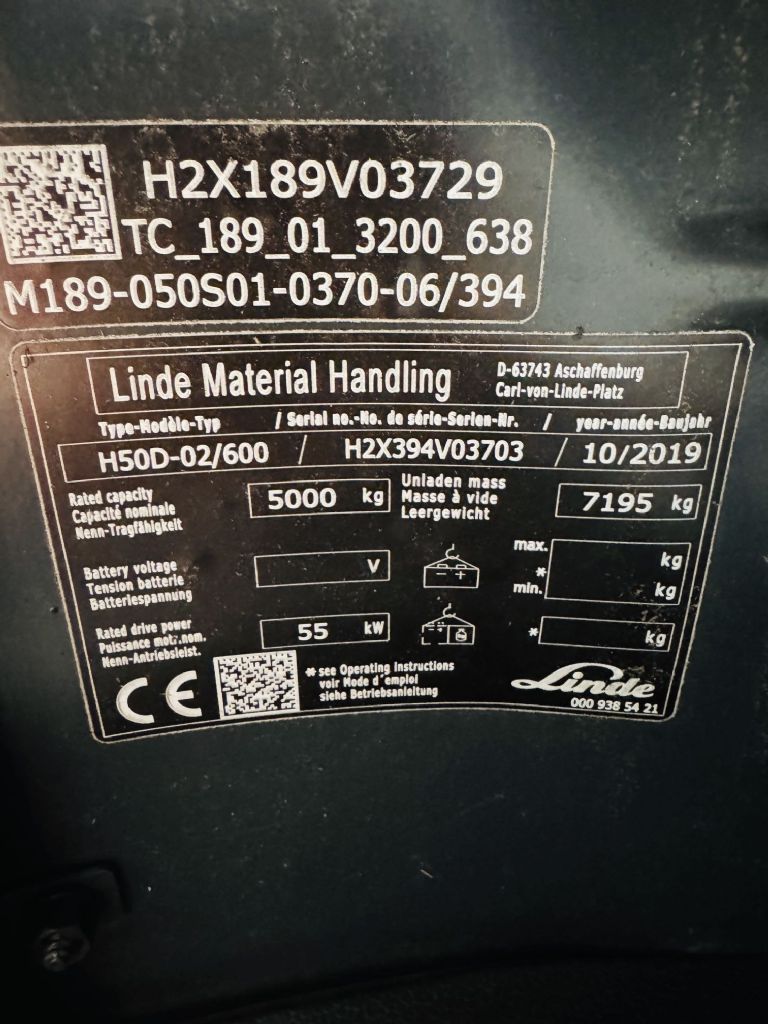 H2X189V03729
TC_189_01_3200_638
M189-050S01-0370-06/394
Linde Material Handling
D-63743 Aschaffenburg
Carl-von-Linde-Platz
Type-Modèle-Typ / Serial no.-No. de série-Serien-Nr. / year-année-Baujahr
H50D-02/600 / H2X394V03703 / 10/2019
Rated capacity
Capacité nominale
Nenn-Tragfähigkeit
5000 kg
Unladen mass
Masse à vide
Leergewicht
7195 kg
Battery voltage
Tension batterie
Batteriespannung
V
max. kg
*
min. kg
Rated drive power
Puissance mot. nom.
Nenn-Antriebsleist.
55 kW
* kg
CE
* see Operating Instructions
voir Mode d'emploi
siehe Betriebsanleitung
Linde
000 938 54 21